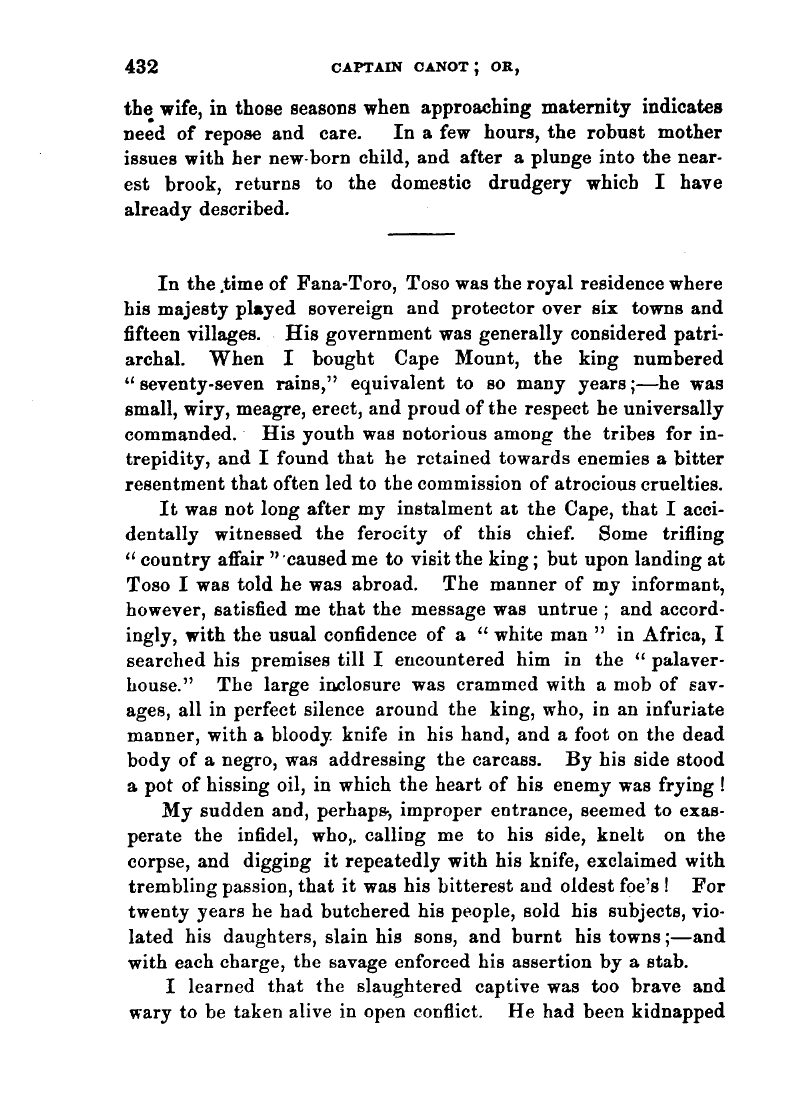 432 CAPTAIN CANOT; OR,
the wife, in those seasons when approaching maternity indicates
need of repose and care. In a few hours, the robust mother
issues with her new-born child, and after a plunge into the near-
est brook, returns to the domestic drudgery which I have
already described.
In the time of Fana-Toro, Toso was the royal residence where
his majesty played sovereign and protector over six towns and
fifteen villages. His government was generally considered patri-
archal. When I bought Cape Mount, the king numbered
“seventy-seven rains,” equivalent to so many years;—he was
small, wiry, meagre, erect, and proud of the respect he universally
commanded. His youth was notorious among the tribes for in-
trepidity, and I found that he retained towards enemies a bitter
resentment that often led to the commission of atrocious cruelties.
It was not long after my instalment at the Cape, that I acci-
dentally witnessed the ferocity of this chief. Some trifling
“country affair” caused me to visit the king; but upon landing at
Toso I was told he was abroad. The manner of my informant,
however, satisfied me that the message was untrue; and accord-
ingly, with the usual confidence of a “white man” in Africa, I
searched his premises till I encountered him in the “palaver-
house.” The large inclosure was crammed with a mob of sav-
ages, all in perfect silence around the king, who, in an infuriate
manner, with a bloody knife in his hand, and a foot on the dead
body of a negro, was addressing the carcass. By his side stood
a pot of hissing oil, in which the heart of his enemy was frying!
My sudden and, perhaps, improper entrance, seemed to exas-
perate the infidel, who, calling me to his side, knelt on the
corpse, and digging it repeatedly with his knife, exclaimed with
trembling passion, that it was his bitterest and oldest foe's! For
twenty years he had butchered his people, sold his subjects, vio-
lated his daughters, slain his sons, and burnt his towns;—and
with each charge, the savage enforced his assertion by a stab.
I learned that the slaughtered captive was too brave and
wary to be taken alive in open conflict. He had been kidnapped